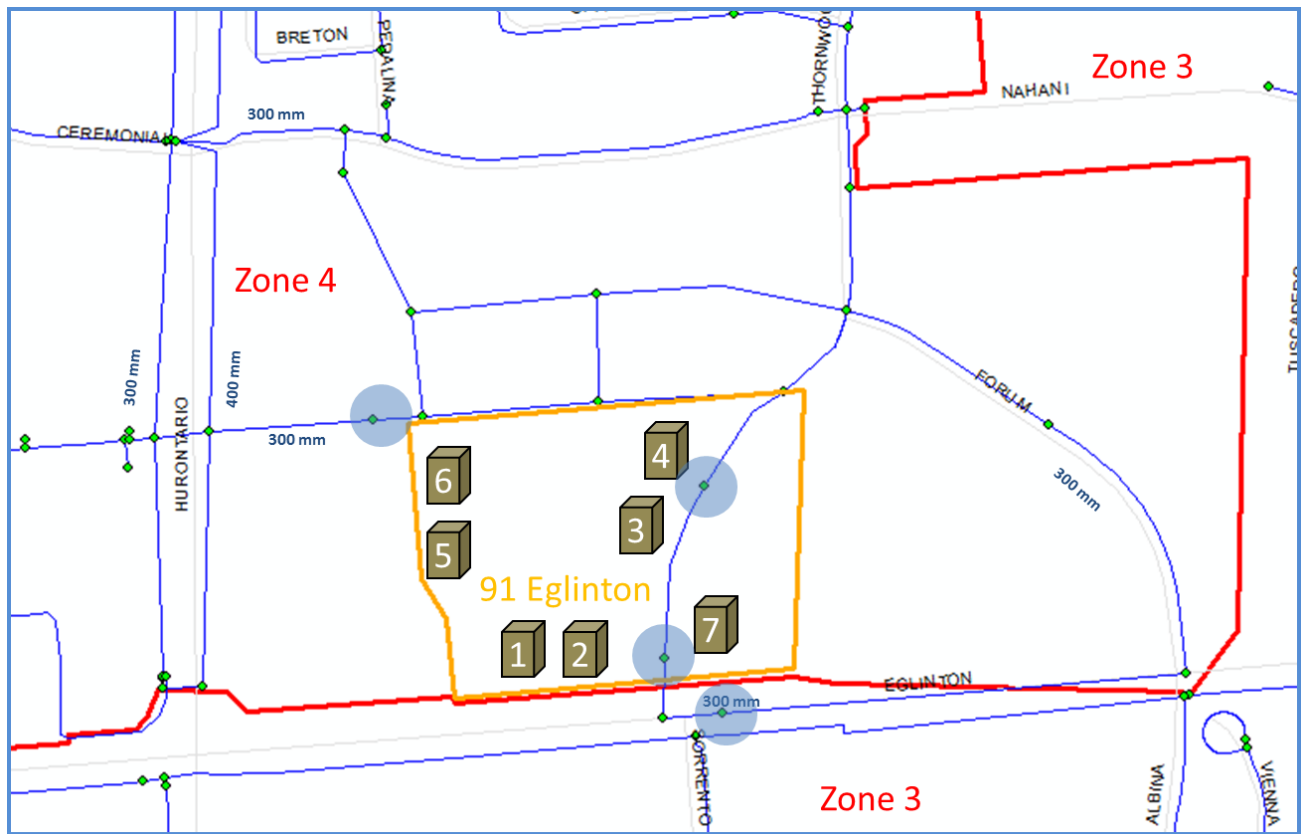 BRETON
PERALINA
Zone 3
NAHANI
300 mm
CEREMONIAL
Zone 4
300 mm
400 mm
HURONTARIO
300 mm
FORUM
300 mm
6
4
3
5
91 Eglinton
1
2
7
EGLINTON
300 mm
SORRENTO
Zone 3
ALBINA
VIENNA